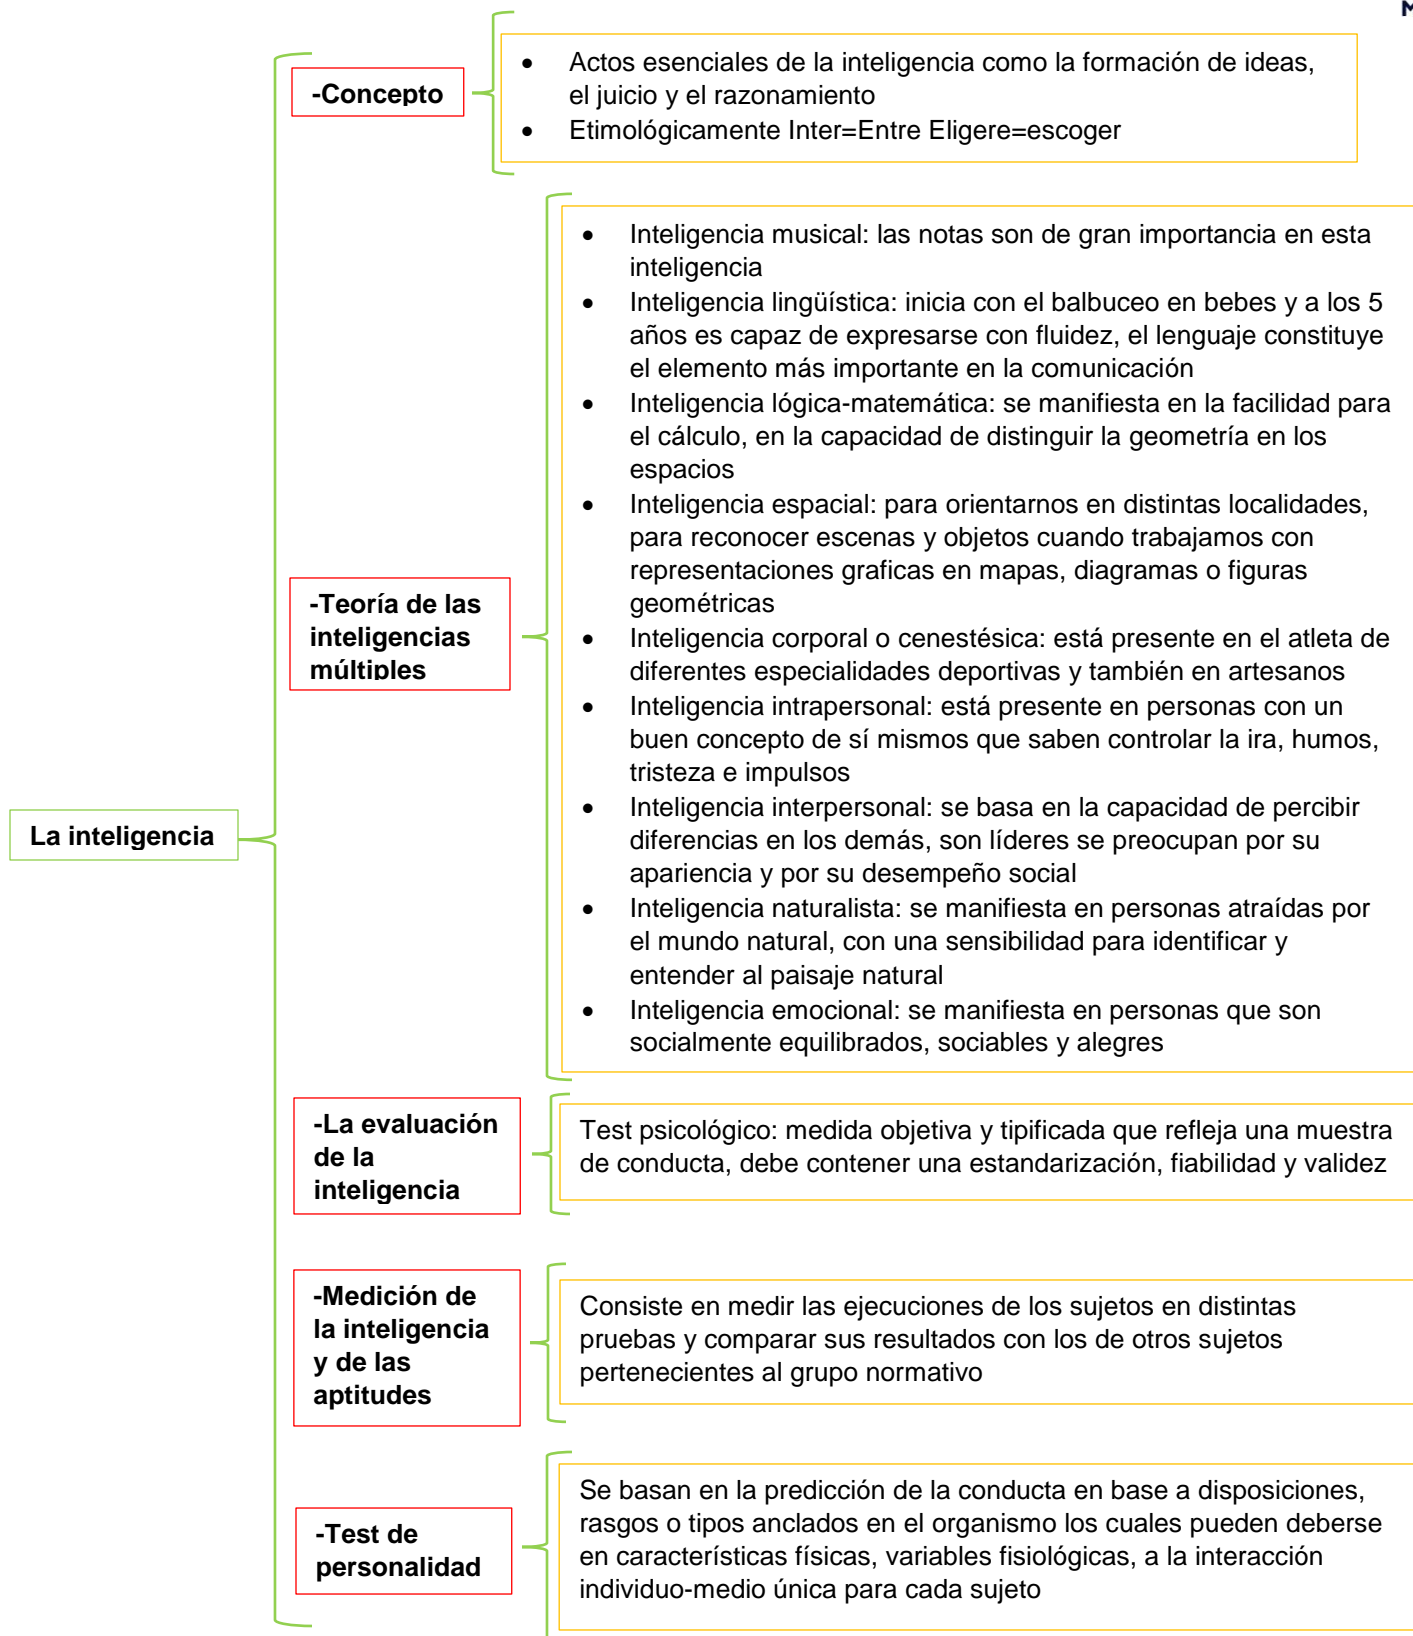 M
-Concepto
• Actos esenciales de la inteligencia como la formación de ideas,
el juicio y el razonamiento
• Etimológicamente Inter=Entre Eligere=escoger
-Teoría de las
inteligencias
múltiples
• Inteligencia musical: las notas son de gran importancia en esta
inteligencia
• Inteligencia lingüística: inicia con el balbuceo en bebes y a los 5
años es capaz de expresarse con fluidez, el lenguaje constituye
el elemento más importante en la comunicación
• Inteligencia lógica-matemática: se manifiesta en la facilidad para
el cálculo, en la capacidad de distinguir la geometría en los
espacios
• Inteligencia espacial: para orientarnos en distintas localidades,
para reconocer escenas y objetos cuando trabajamos con
representaciones graficas en mapas, diagramas o figuras
geométricas
• Inteligencia corporal o cenestésica: está presente en el atleta de
diferentes especialidades deportivas y también en artesanos
• Inteligencia intrapersonal: está presente en personas con un
buen concepto de sí mismos que saben controlar la ira, humos,
tristeza e impulsos
• Inteligencia interpersonal: se basa en la capacidad de percibir
diferencias en los demás, son líderes se preocupan por su
apariencia y por su desempeño social
• Inteligencia naturalista: se manifiesta en personas atraídas por
el mundo natural, con una sensibilidad para identificar y
entender al paisaje natural
• Inteligencia emocional: se manifiesta en personas que son
socialmente equilibrados, sociables y alegres
La inteligencia
-La evaluación
de la
inteligencia
Test psicológico: medida objetiva y tipificada que refleja una muestra
de conducta, debe contener una estandarización, fiabilidad y validez
-Medición de
la inteligencia
y de las
aptitudes
Consiste en medir las ejecuciones de los sujetos en distintas
pruebas y comparar sus resultados con los de otros sujetos
pertenecientes al grupo normativo
-Test de
personalidad
Se basan en la predicción de la conducta en base a disposiciones,
rasgos o tipos anclados en el organismo los cuales pueden deberse
en características físicas, variables fisiológicas, a la interacción
individuo-medio única para cada sujeto